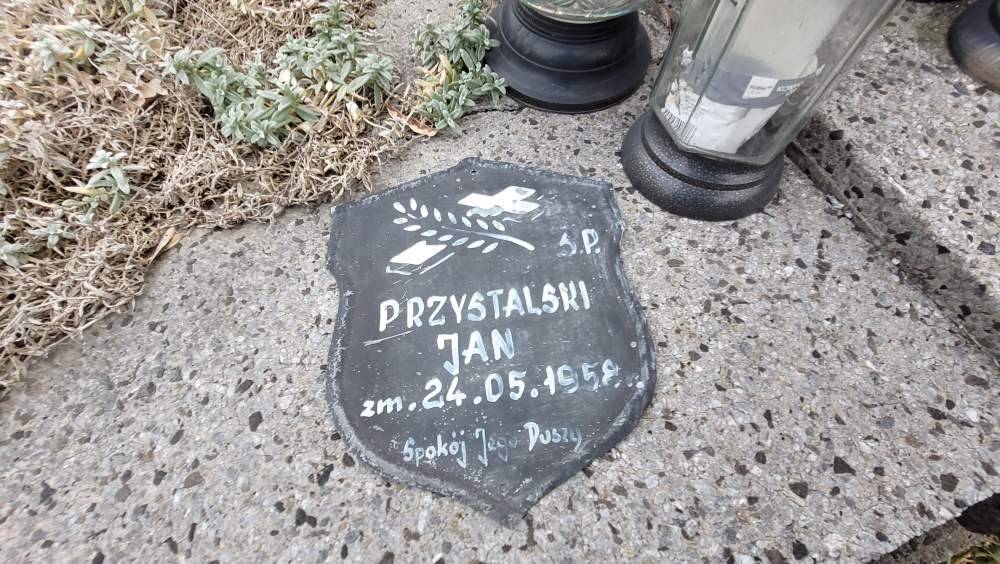 Ś.P.
PRZYSTALSKI
JAN
zm. 24.05.1958..
Spokój Jego Duszy